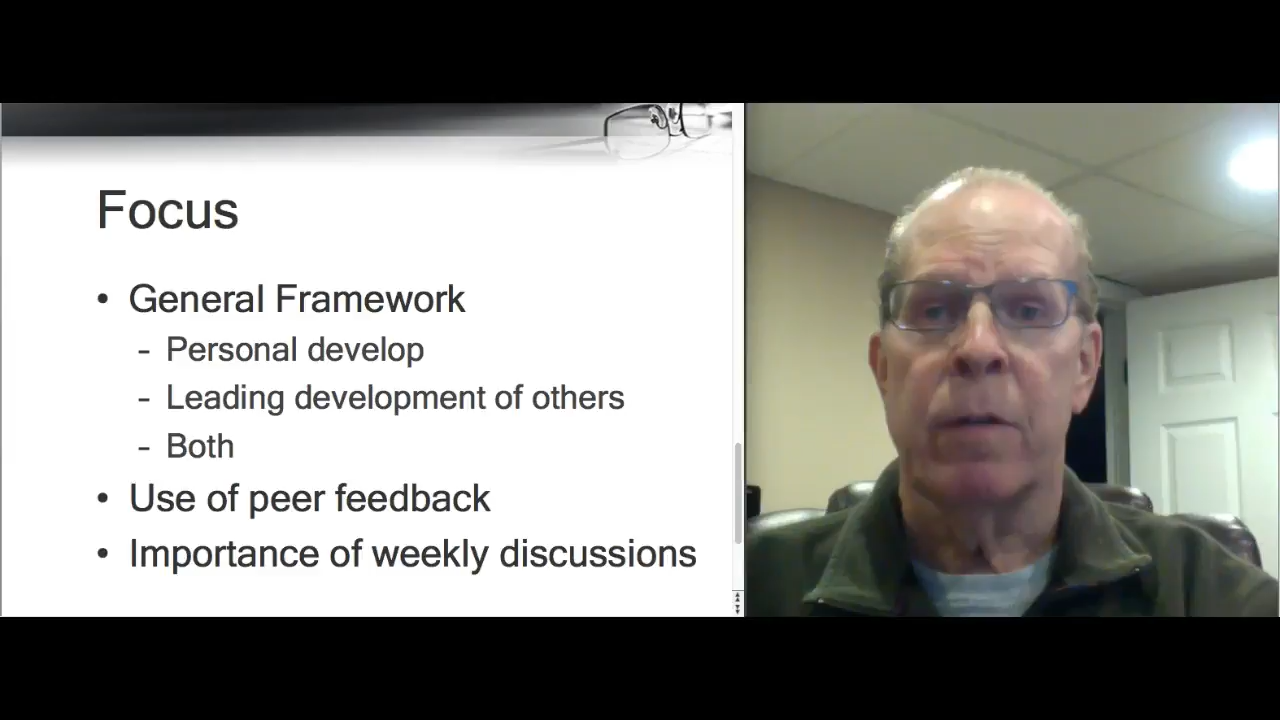 Focus
• General Framework
- Personal develop
- Leading development of others
- Both
• Use of peer feedback
• Importance of weekly discussions